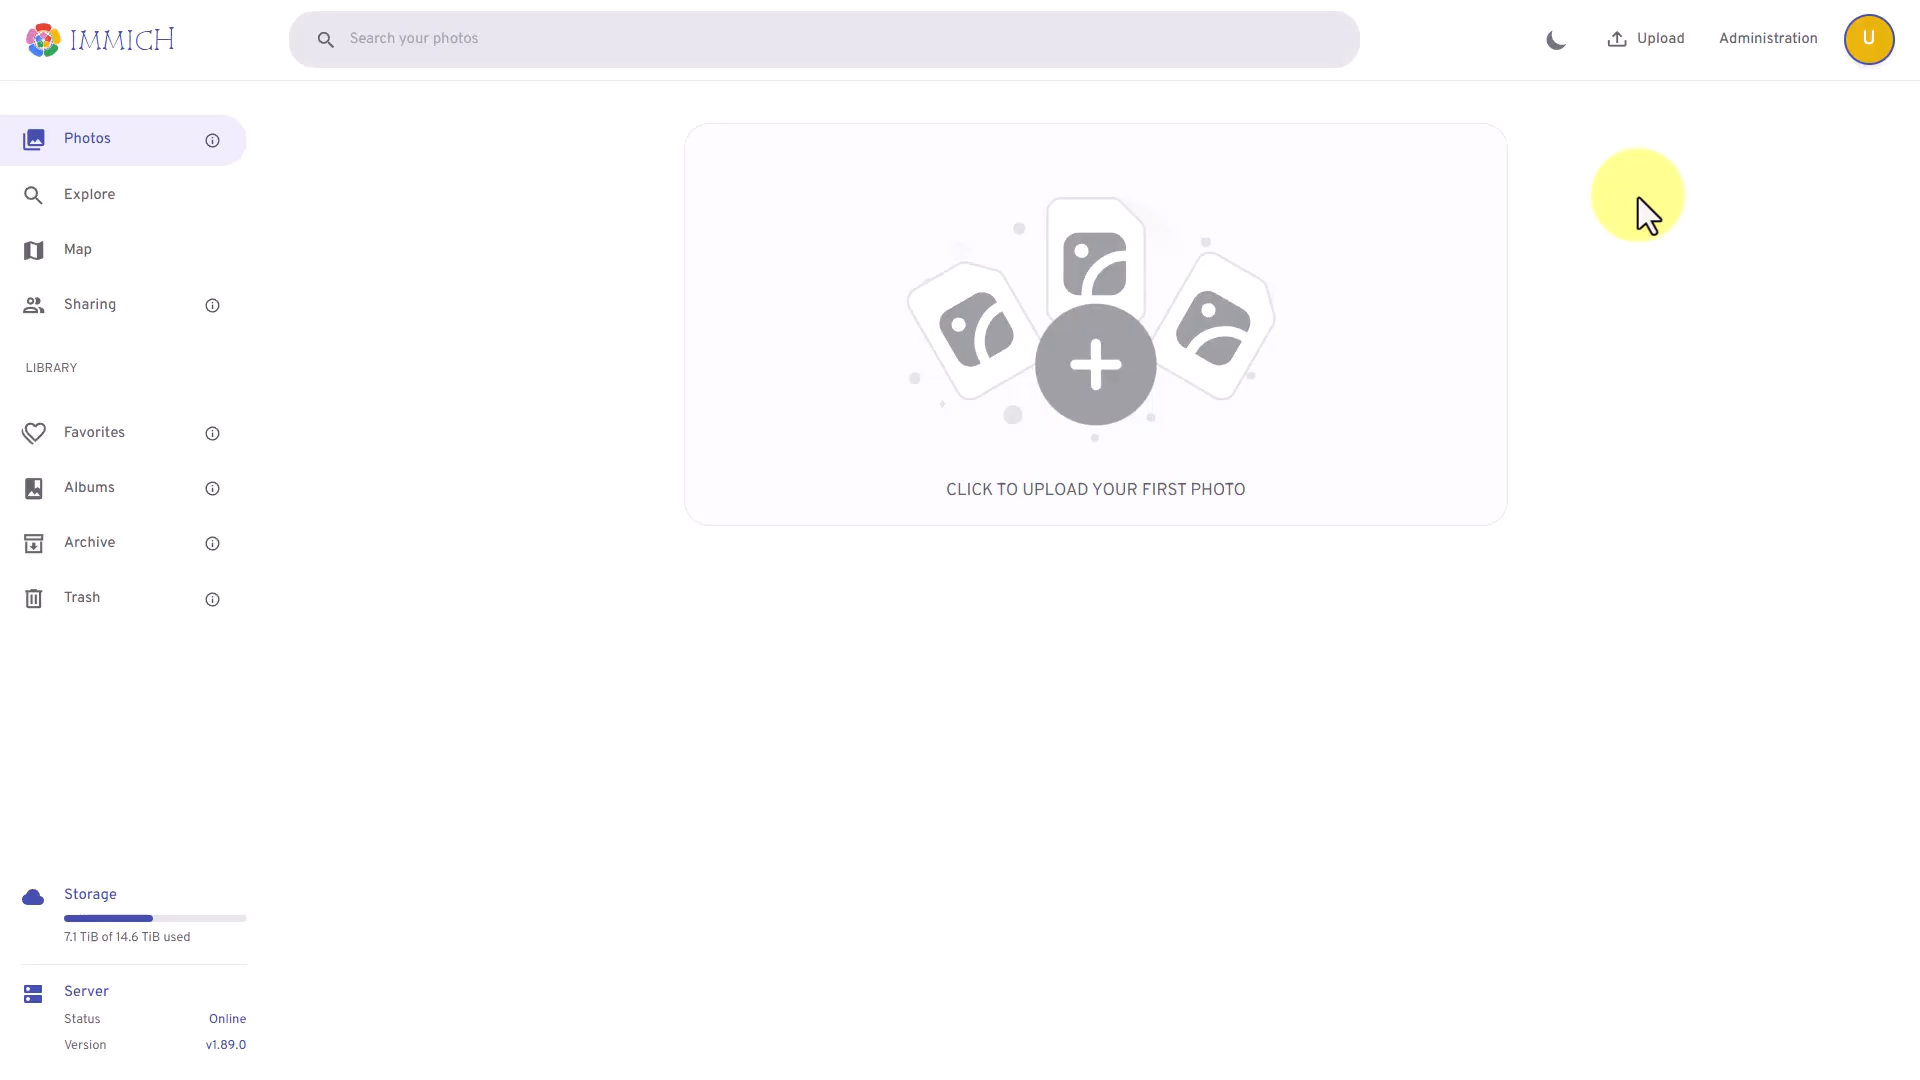 IMMICH
Search your photos
Upload
Administration
U
Photos
Explore
Map
Sharing
LIBRARY
Favorites
Albums
Archive
Trash
CLICK TO UPLOAD YOUR FIRST PHOTO
Storage
7.1 TiB of 14.6 TiB used
Server
Status Online
Version v1.89.0